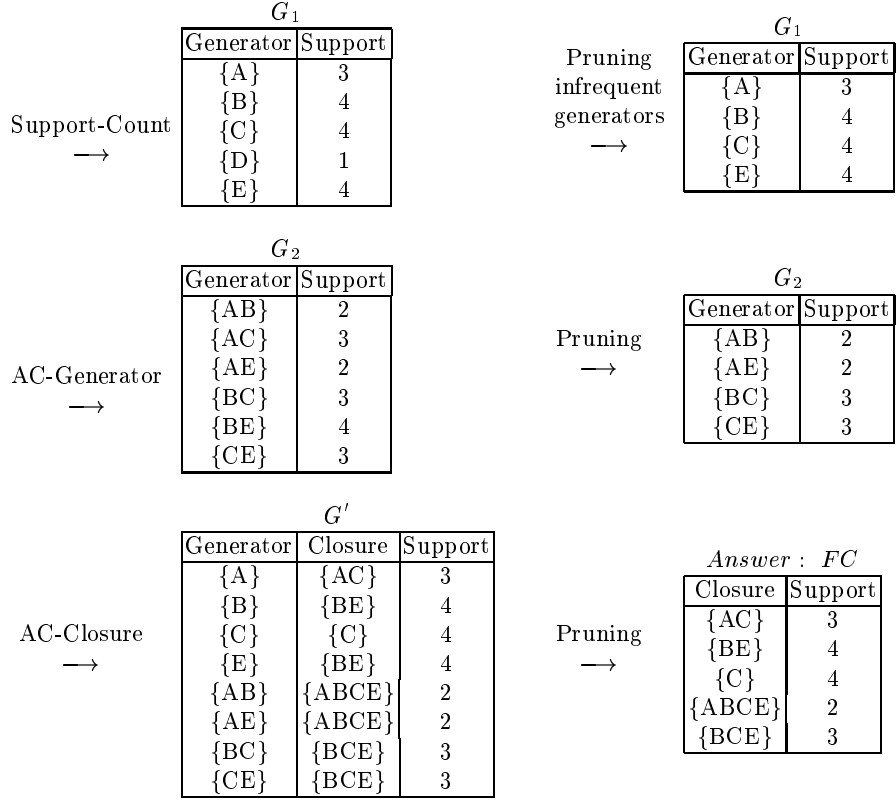 G1
Support-Count
⟶
Generator Support
{A} 3
{B} 4
{C} 4
{D} 1
{E} 4
Pruning
infrequent
generators
⟶
G1
Generator Support
{A} 3
{B} 4
{C} 4
{E} 4
AC-Generator
⟶
G2
Generator Support
{AB} 2
{AC} 3
{AE} 2
{BC} 3
{BE} 4
{CE} 3
Pruning
⟶
G2
Generator Support
{AB} 2
{AE} 2
{BC} 3
{CE} 3
AC-Closure
⟶
G'
Generator Closure Support
{A} {AC} 3
{B} {BE} 4
{C} {C} 4
{E} {BE} 4
{AB} {ABCE} 2
{AE} {ABCE} 2
{BC} {BCE} 3
{CE} {BCE} 3
Pruning
⟶
Answer : FC
Closure Support
{AC} 3
{BE} 4
{C} 4
{ABCE} 2
{BCE} 3